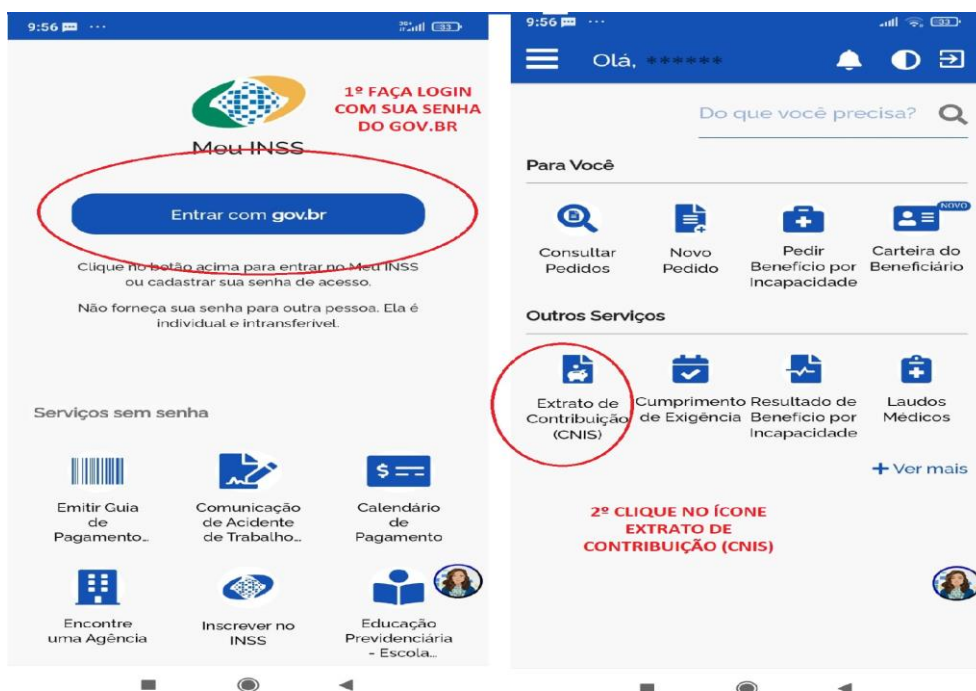 9:56
1º FAÇA LOGIN
COM SUA SENHA
DO GOV.BR
Meu INSS
Entrar com gov.br
Clique no botão acima para entrar no Meu INSS
ou cadastrar sua senha de acesso.
Não forneça sua senha para outra pessoa. Ela é
individual e intransferível.
Serviços sem senha
Emitir Guia
de
Pagamento...
Comunicação
de Acidente
de Trabalho...
Calendário
de
Pagamento
Encontre
uma Agência
Inscrever no
INSS
Educação
Previdenciária
- Escola...
9:56
Olá, ******
Do que você precisa?
Para Você
Consultar
Pedidos
Novo
Pedido
Pedir
Benefício por
Incapacidade
NOVO
Carteira do
Beneficiário
Outros Serviços
Extrato de
Contribuição
(CNIS)
Cumprimento
de Exigência
Resultado de
Benefício por
Incapacidade
Laudos
Médicos
+ Ver mais
2º CLIQUE NO ÍCONE
EXTRATO DE
CONTRIBUIÇÃO (CNIS)